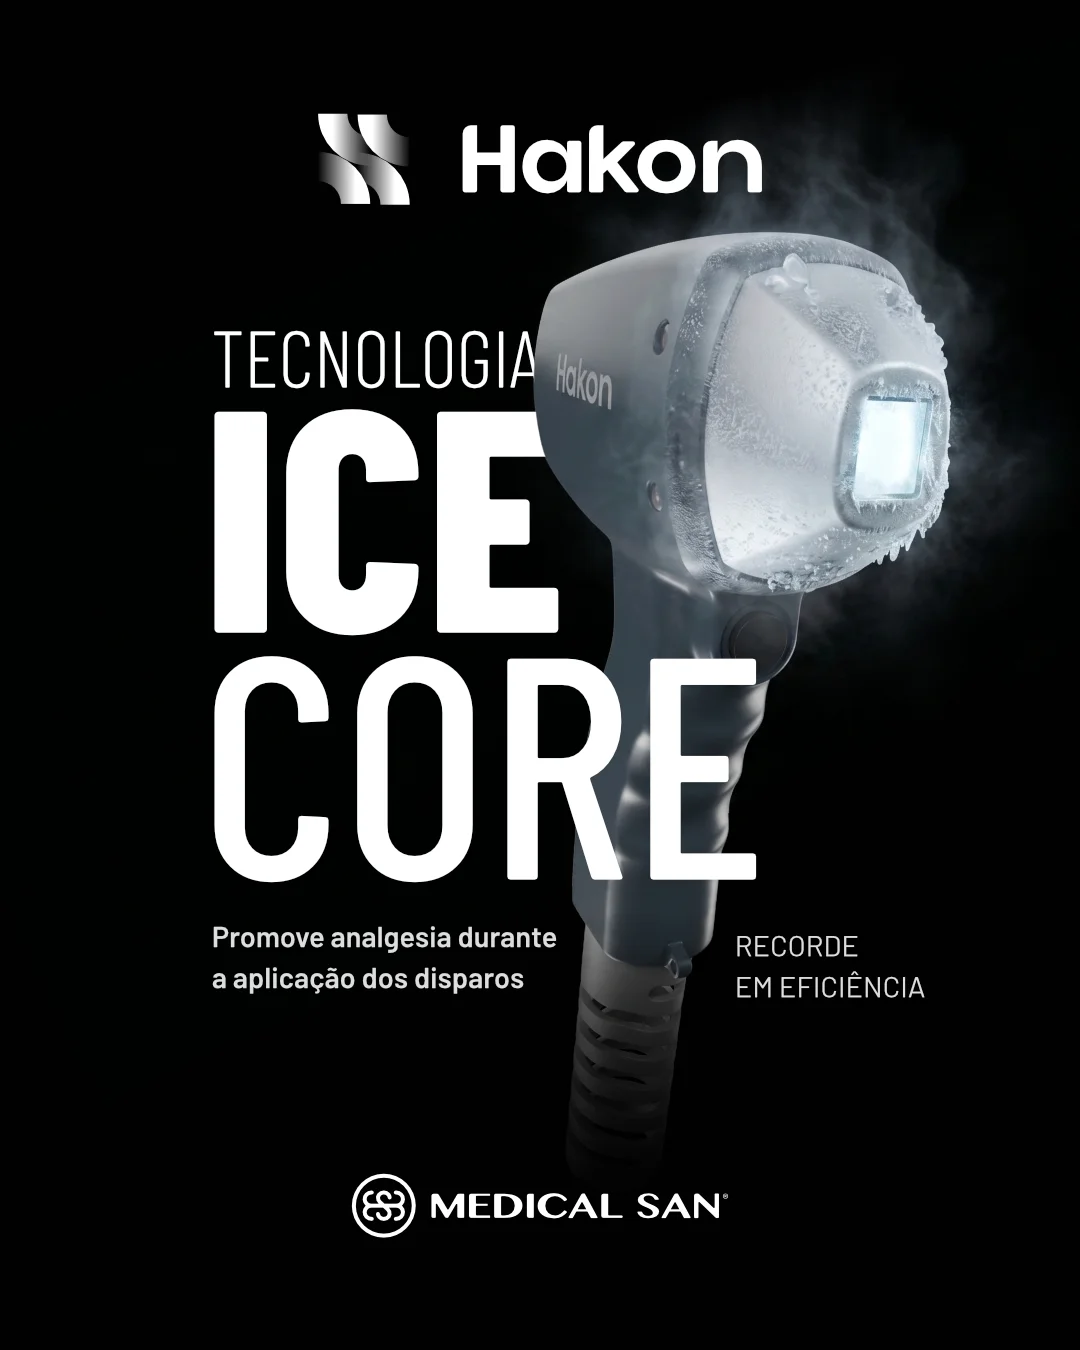 Hakon
TECNOLOGIA
Hakon
ICE
CORE
Promove analgesia durante
a aplicação dos disparos
RECORDE
EM EFICIÊNCIA
MEDICAL SAN®